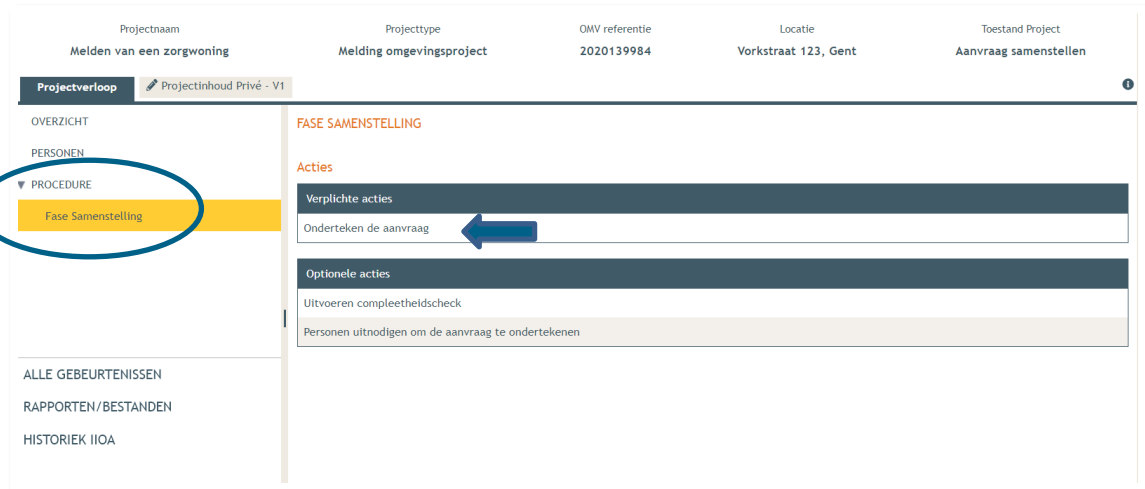 Projectnaam Projecttype OMV referentie Locatie Toestand Project
Melden van een zorgwoning Melding omgevingsproject 2020139984 Vorkstraat 123, Gent Aanvraag samenstellen
Projectverloop Projectinhoud Privé - V1
OVERZICHT
PERSONEN
PROCEDURE
Fase Samenstelling
ALLE GEBEURTENISSEN
RAPPORTEN/BESTANDEN
HISTORIEK IIOA
FASE SAMENSTELLING
Acties
Verplichte acties
Onderteken de aanvraag
Optionele acties
Uitvoeren compleetheidscheck
Personen uitnodigen om de aanvraag te ondertekenen